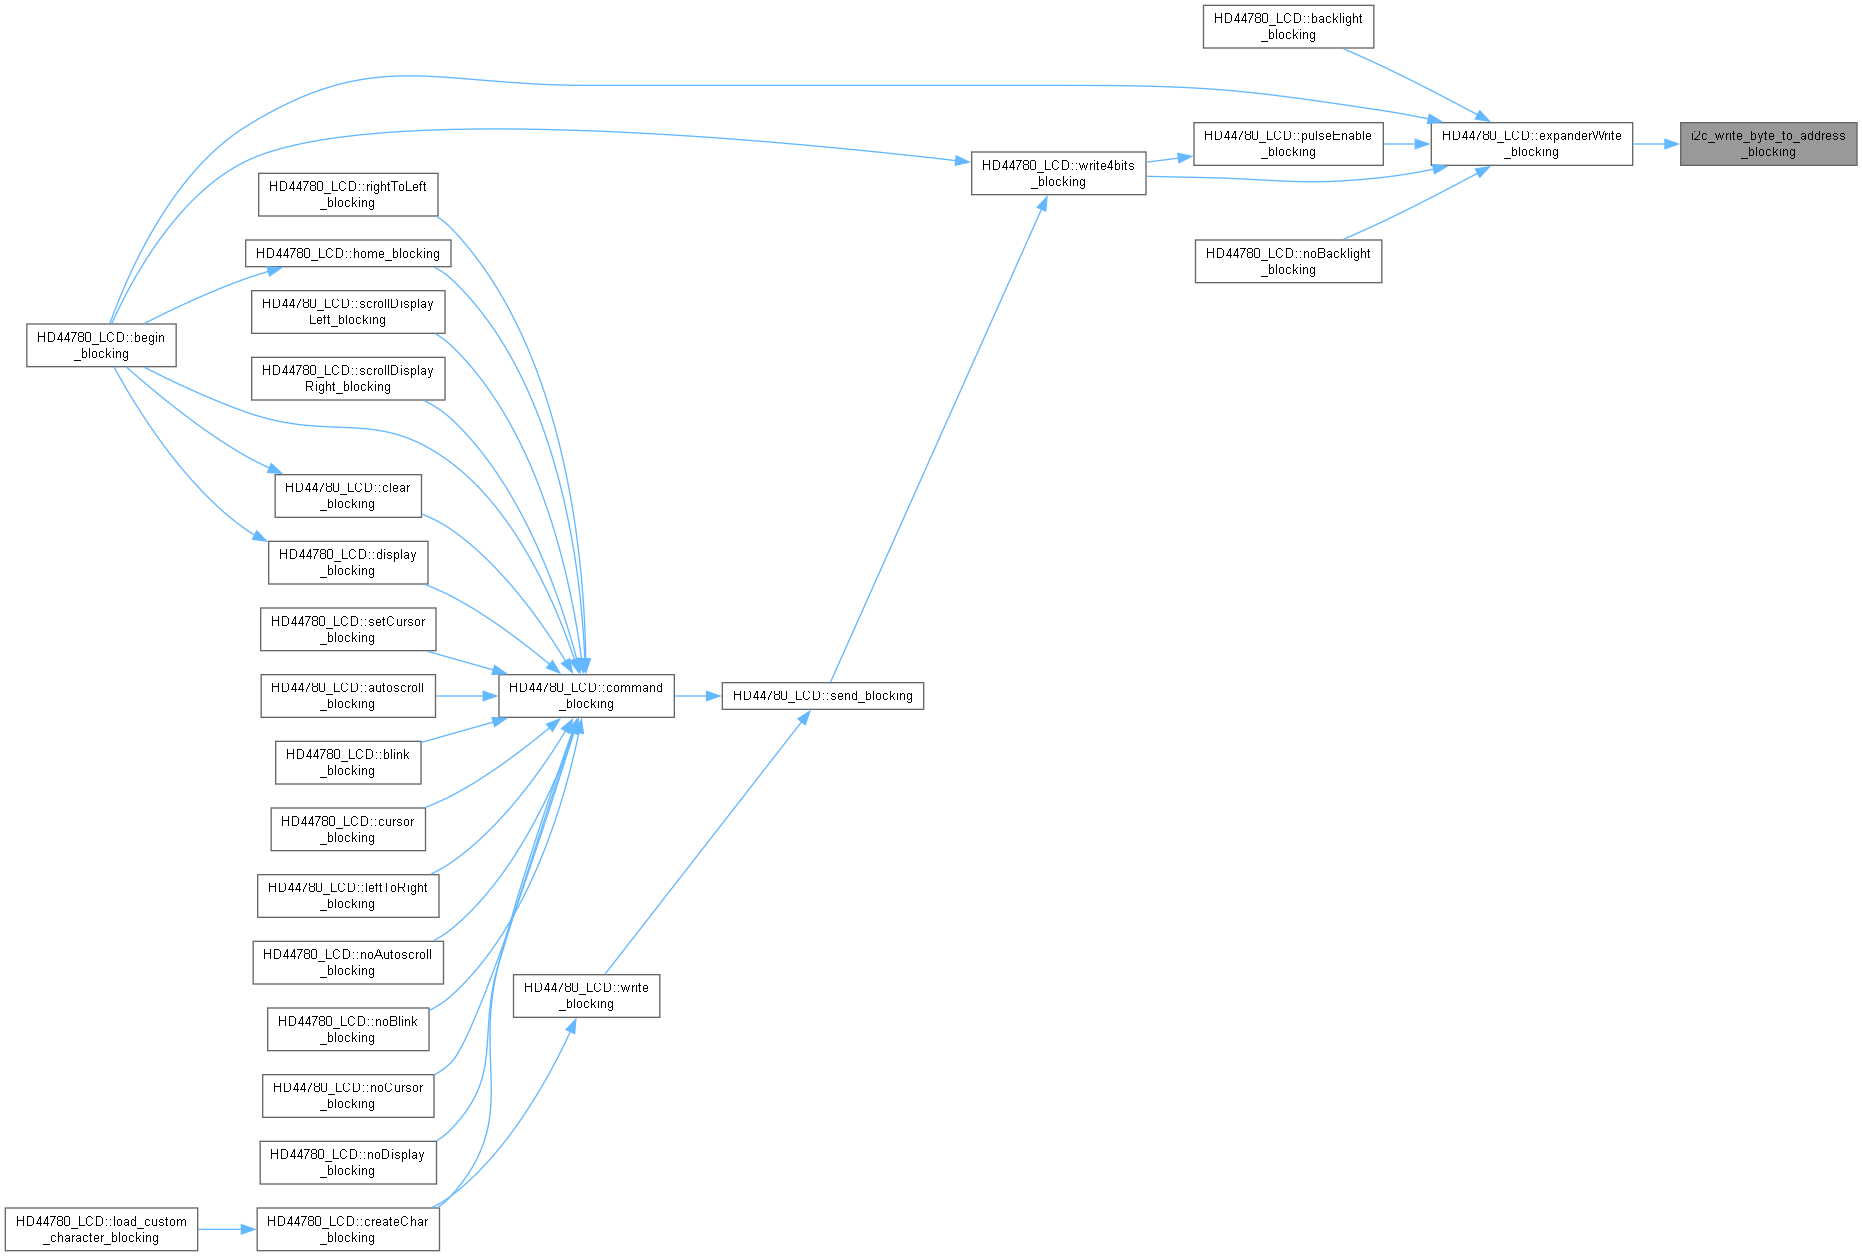 HD44780_LCD::backlight
_blocking
i2c_write_byte_to_address
_blocking
HD44780_LCD::expanderWrite
_blocking
HD44780_LCD::pulseEnable
_blocking
HD44780_LCD::write4bits
_blocking
HD44780_LCD::noBacklight
_blocking
HD44780_LCD::rightToLeft
_blocking
HD44780_LCD::home_blocking
HD44780_LCD::scrollDisplay
Left_blocking
HD44780_LCD::begin
_blocking
HD44780_LCD::scrollDisplay
Right_blocking
HD44780_LCD::clear
_blocking
HD44780_LCD::display
_blocking
HD44780_LCD::setCursor
_blocking
HD44780_LCD::autoscroll
_blocking
HD44780_LCD::command
_blocking
HD44780_LCD::send_blocking
HD44780_LCD::blink
_blocking
HD44780_LCD::cursor
_blocking
HD44780_LCD::leftToRight
_blocking
HD44780_LCD::noAutoscroll
_blocking
HD44780_LCD::write
_blocking
HD44780_LCD::noBlink
_blocking
HD44780_LCD::noCursor
_blocking
HD44780_LCD::noDisplay
_blocking
HD44780_LCD::load_custom
_character_blocking
HD44780_LCD::createChar
_blocking